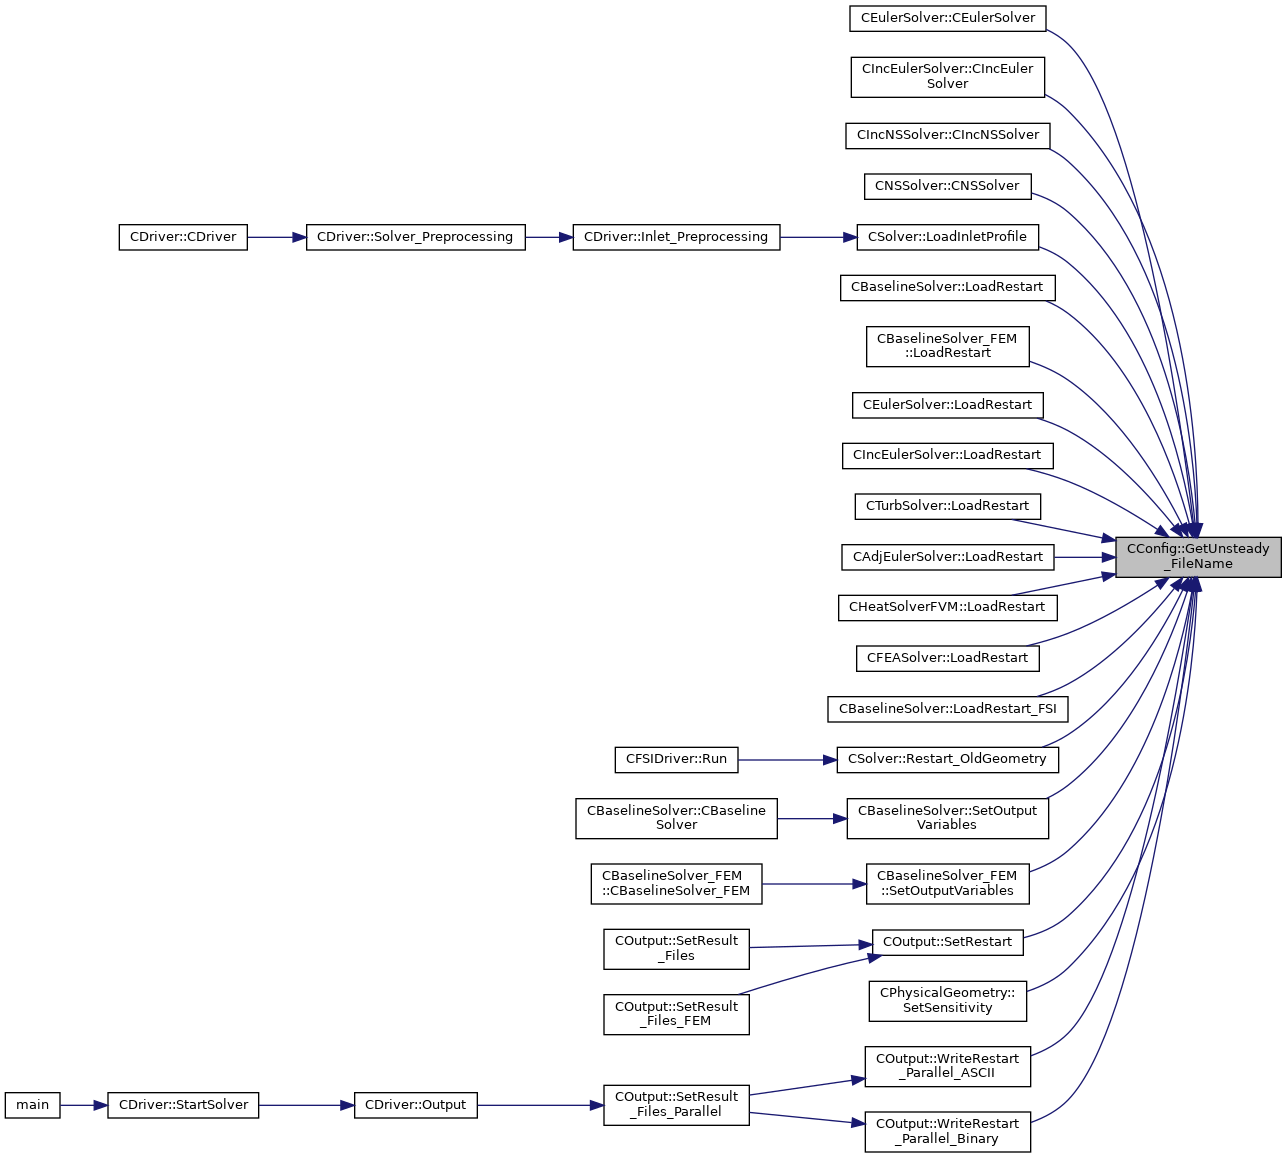 CEulerSolver::CEulerSolver
CIncEulerSolver::CIncEuler
Solver
CIncNSSolver::CIncNSSolver
CNSSolver::CNSSolver
CDriver::CDriver
CDriver::Solver_Preprocessing
CDriver::Inlet_Preprocessing
CSolver::LoadInletProfile
CBaselineSolver::LoadRestart
CBaselineSolver_FEM
::LoadRestart
CEulerSolver::LoadRestart
CIncEulerSolver::LoadRestart
CTurbSolver::LoadRestart
CConfig::GetUnsteady
_FileName
CAdjEulerSolver::LoadRestart
CHeatSolverFVM::LoadRestart
CFEASolver::LoadRestart
CBaselineSolver::LoadRestart_FSI
CFSIDriver::Run
CSolver::Restart_OldGeometry
CBaselineSolver::CBaseline
Solver
CBaselineSolver::SetOutput
Variables
CBaselineSolver_FEM
::CBaselineSolver_FEM
CBaselineSolver_FEM
::SetOutputVariables
COutput::SetResult
_Files
COutput::SetRestart
COutput::SetResult
_Files_FEM
CPhysicalGeometry::
SetSensitivity
COutput::WriteRestart
_Parallel_ASCII
main
CDriver::StartSolver
CDriver::Output
COutput::SetResult
_Files_Parallel
COutput::WriteRestart
_Parallel_Binary